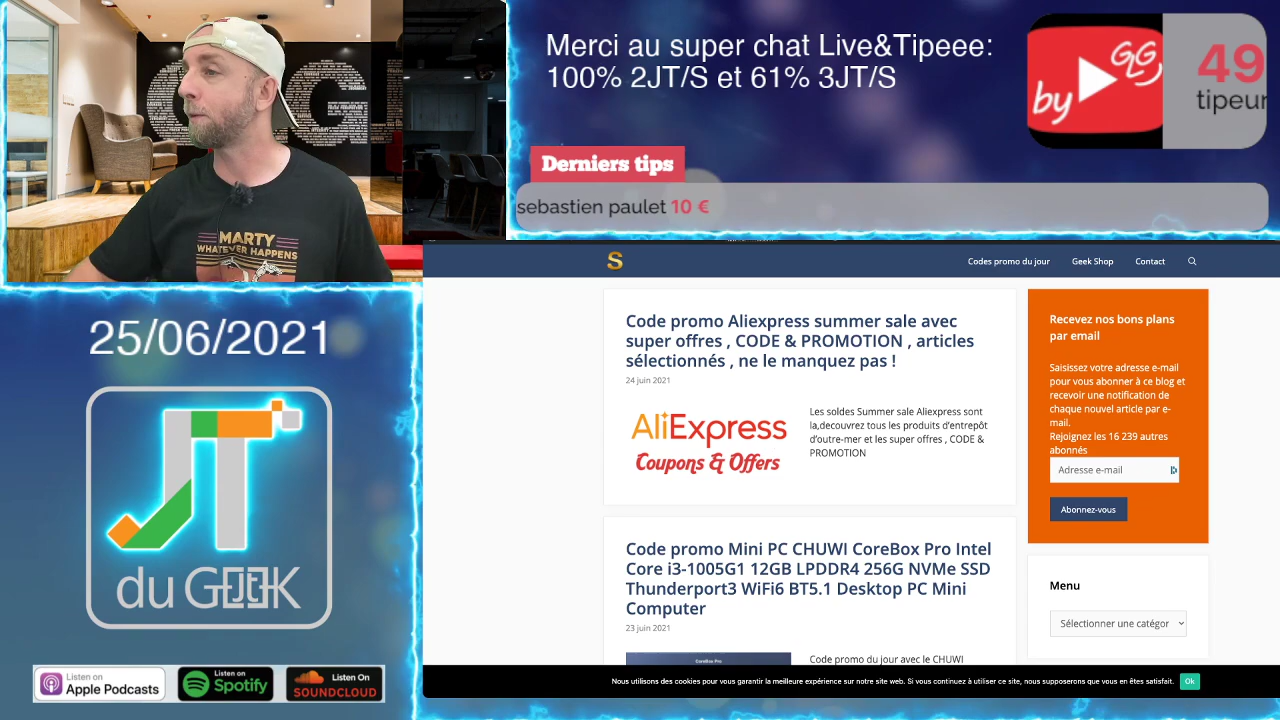 MARTY
WHATEVER HAPPENS
Merci au super chat Live&Tipeee:
100% 2JT/S et 61% 3JT/S
by GLG
49
tipeur
Derniers tips
sebastien paulet 10 €
25/06/2021
JT
du GEEK
Listen on
Apple Podcasts
Listen on
Spotify
Listen On
SOUNDCLOUD
S
Codes promo du jour
Geek Shop
Contact
Code promo Aliexpress summer sale avec
super offres , CODE & PROMOTION , articles
sélectionnés , ne le manquez pas !
24 juin 2021
AliExpress
Coupons & Offers
Les soldes Summer sale Aliexpress sont
la,decouvrez tous les produits d'entrepôt
d'outre-mer et les super offres , CODE &
PROMOTION
Code promo Mini PC CHUWI CoreBox Pro Intel
Core i3-1005G1 12GB LPDDR4 256G NVMe SSD
Thunderport3 WiFi6 BT5.1 Desktop PC Mini
Computer
23 juin 2021
CoreBox Pro
Code promo du jour avec le CHUWI
Recevez nos bons plans
par email
Saisissez votre adresse e-mail
pour vous abonner à ce blog et
recevoir une notification de
chaque nouvel article par e-
mail.
Rejoignez les 16 239 autres
abonnés
Adresse e-mail
Abonnez-vous
Menu
Sélectionner une catégor
Nous utilisons des cookies pour vous garantir la meilleure expérience sur notre site web. Si vous continuez à utiliser ce site, nous supposerons que vous en êtes satisfait.
Ok